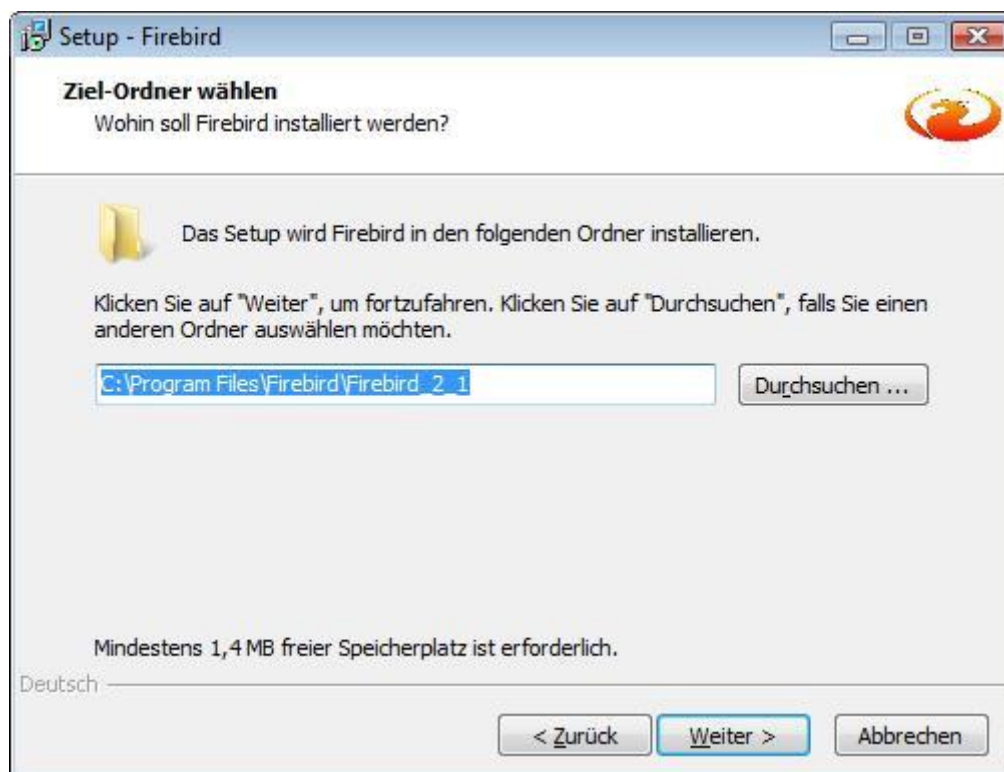 Setup - Firebird
Ziel-Ordner wählen
Wohin soll Firebird installiert werden?
Das Setup wird Firebird in den folgenden Ordner installieren.
Klicken Sie auf "Weiter", um fortzufahren. Klicken Sie auf "Durchsuchen", falls Sie einen
anderen Ordner auswählen möchten.
C:\Program Files\Firebird\Firebird_2_1
Durchsuchen ...
Mindestens 1,4 MB freier Speicherplatz ist erforderlich.
Deutsch
< Zurück
Weiter >
Abbrechen